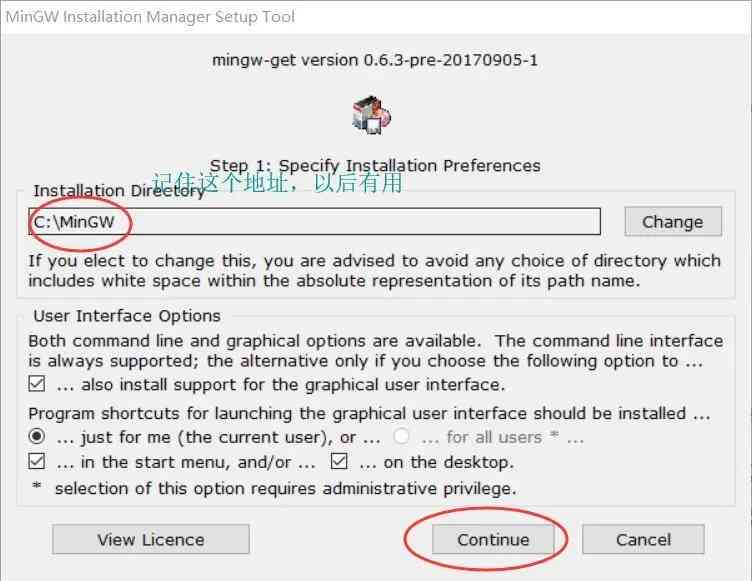 MinGW Installation Manager Setup Tool
mingw-get version 0.6.3-pre-20170905-1
Step 1: Specify Installation Preferences
记住这个地址，以后有用
Installation Directory
C:\MinGW
Change
If you elect to change this, you are advised to avoid any choice of directory which
includes white space within the absolute representation of its path name.
User Interface Options
Both command line and graphical options are available. The command line interface
is always supported; the alternative only if you choose the following option to ...
... also install support for the graphical user interface.
Program shortcuts for launching the graphical user interface should be installed ...
... just for me (the current user), or ... ... for all users * ...
... in the start menu, and/or ... ... on the desktop.
* selection of this option requires administrative privilege.
View Licence Continue Cancel